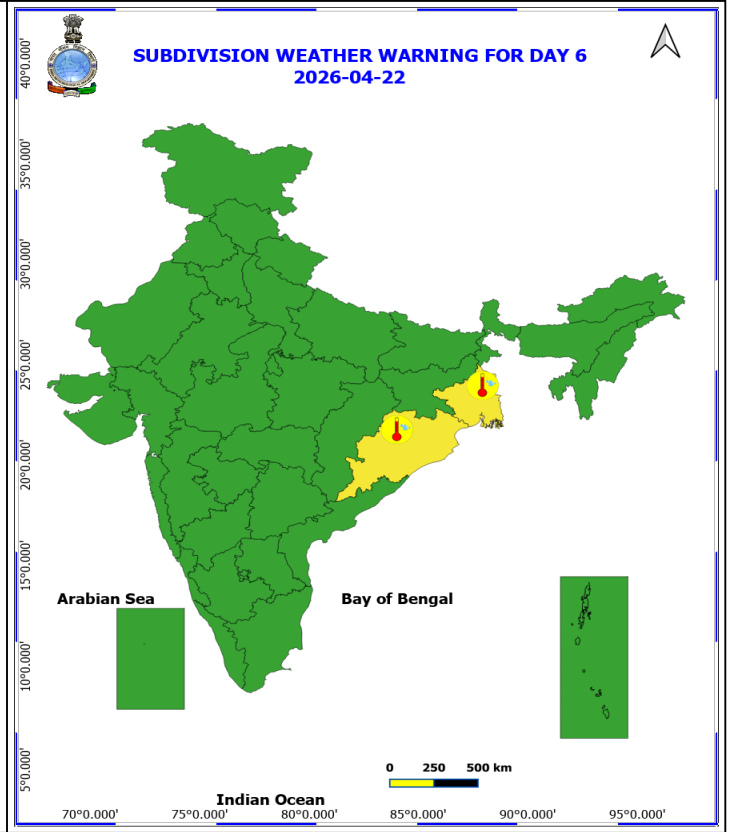 SUBDIVISION WEATHER WARNING FOR DAY 6
2026-04-22
40°0.000'
35°0.000'
30°0.000'
25°0.000'
20°0.000'
15°0.000'
10°0.000'
5°0.000'
Arabian Sea
Bay of Bengal
0 250 500 km
Indian Ocean
70°0.000' 75°0.000' 80°0.000' 85°0.000' 90°0.000' 95°0.000'